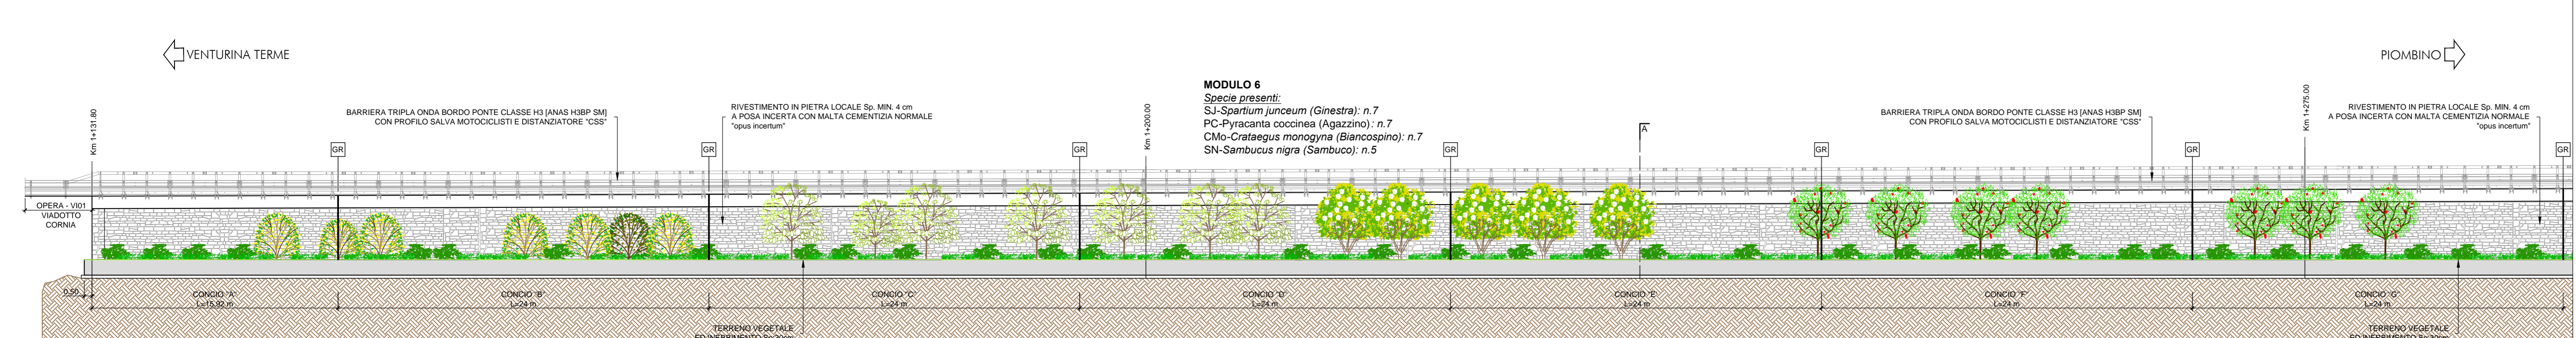 VENTURINA TERME
PIOMBINO
MODULO 6
Specie presenti:
SJ-Spartium junceum (Ginestra): n.7
PC-Pyracanta coccinea (Agazzino): n.7
CMo-Crataegus monogyna (Biancospino): n.7
SN-Sambucus nigra (Sambuco): n.5
Km 1+131.80
BARRIERA TRIPLA ONDA BORDO PONTE CLASSE H3 [ANAS H3BP SM]
CON PROFILO SALVA MOTOCICLISTI E DISTANZIATORE "CSS"
RIVESTIMENTO IN PIETRA LOCALE Sp. MIN. 4 cm
A POSA INCERTA CON MALTA CEMENTIZIA NORMALE
"opus incertum"
Km 1+200.00
A
BARRIERA TRIPLA ONDA BORDO PONTE CLASSE H3 [ANAS H3BP SM]
CON PROFILO SALVA MOTOCICLISTI E DISTANZIATORE "CSS"
Km 1+275.00
RIVESTIMENTO IN PIETRA LOCALE Sp. MIN. 4 cm
A POSA INCERTA CON MALTA CEMENTIZIA NORMALE
"opus incertum"
GR
GR
GR
GR
GR
GR
GR
OPERA - VI01
VIADOTTO
CORNIA
0.50
CONCIO "A"
L=15,92 m
CONCIO "B"
L=24 m
CONCIO "C"
L=24 m
CONCIO "D"
L=24 m
CONCIO "E"
L=24 m
CONCIO "F"
L=24 m
CONCIO "G"
L=24 m
TERRENO VEGETALE
TERRENO VEGETALE